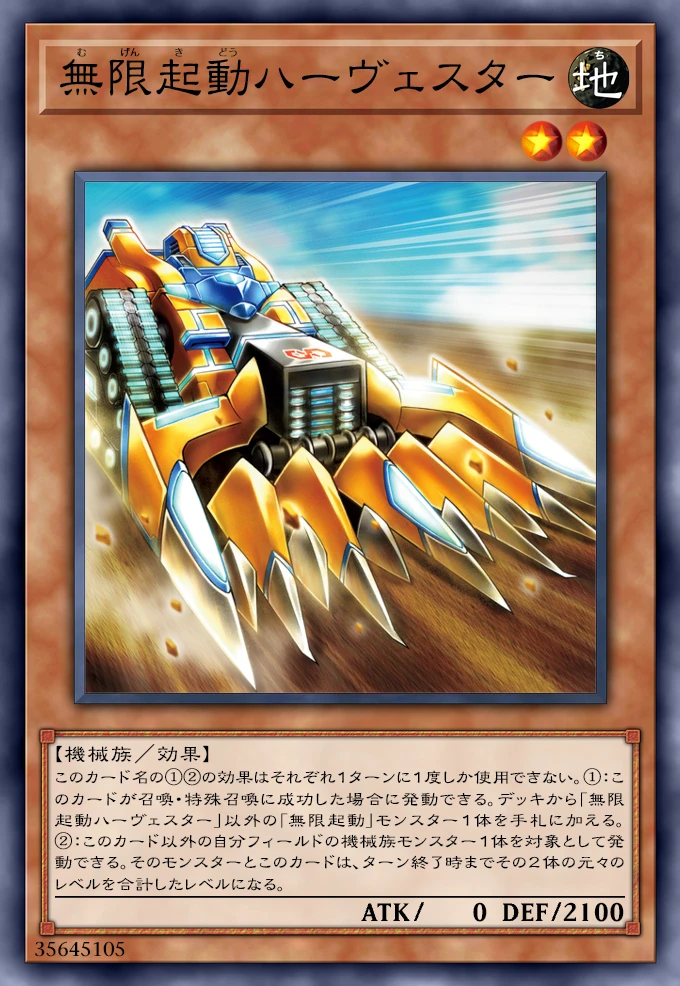 む げん き どう
無限起動ハーヴェスター
ち
地
【機械族／効果】
このカード名の①②の効果はそれぞれ１ターンに１度しか使用できない。①：こ
のカードが召喚・特殊召喚に成功した場合に発動できる。デッキから「無限
起動ハーヴェスター」以外の「無限起動」モンスター１体を手札に加える。
②：このカード以外の自分フィールドの機械族モンスター１体を対象として発
動できる。そのモンスターとこのカードは、ターン終了時までその２体の元々の
レベルを合計したレベルになる。
ATK/ 0 DEF/2100
35645105